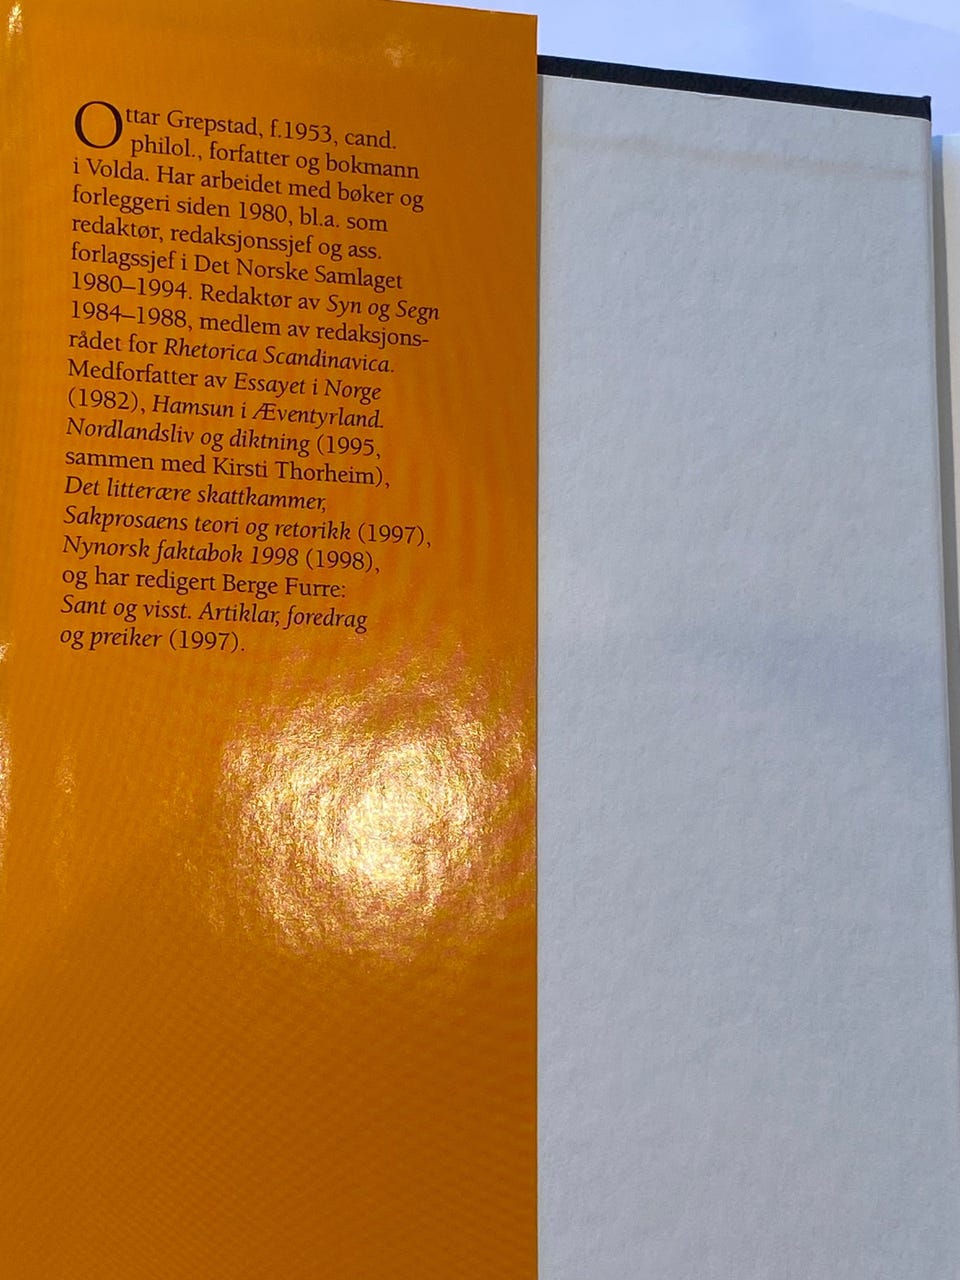 Ottar Grepstad, f.1953, cand.
philol., forfatter og bokmann
i Volda. Har arbeidet med bøker og
forleggeri siden 1980, bl.a. som
redaktør, redaksjonssjef og ass.
forlagssjef i Det Norske Samlaget
1980–1994. Redaktør av Syn og Segn
1984–1988, medlem av redaksjons-
rådet for Rhetorica Scandinavica.
Medforfatter av Essayet i Norge
(1982), Hamsun i Æventyrland.
Nordlandsliv og diktning (1995,
sammen med Kirsti Thorheim),
Det litterære skattkammer,
Sakprosaens teori og retorikk (1997),
Nynorsk faktabok 1998 (1998),
og har redigert Berge Furre:
Sant og visst. Artiklar, foredrag
og preiker (1997).